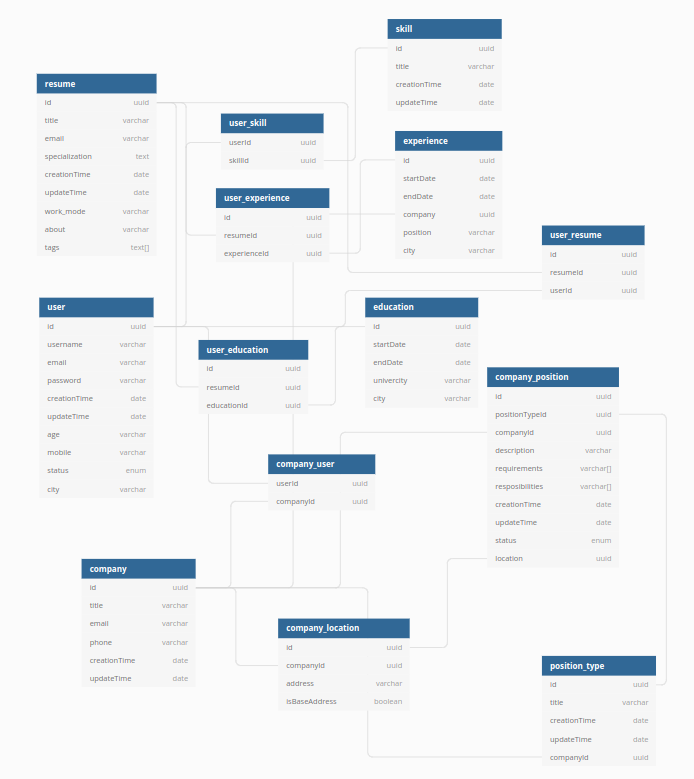 skill
id uuid
title varchar
creationTime date
updateTime date
resume
id uuid
title varchar
email varchar
specialization text
creationTime date
updateTime date
work_mode varchar
about varchar
tags text[]
user_skill
userId uuid
skillId uuid
experience
id uuid
startDate date
endDate date
company uuid
position varchar
city varchar
user_experience
id uuid
resumeId uuid
experienceId uuid
user_resume
id uuid
resumeId uuid
userId uuid
user
id uuid
username varchar
email varchar
password varchar
creationTime date
updateTime date
age varchar
mobile varchar
status enum
city varchar
education
id uuid
startDate date
endDate date
univercity varchar
city varchar
user_education
id uuid
resumeId uuid
educationId uuid
company_position
id uuid
positionTypeId uuid
companyId uuid
description varchar
requirements varchar[]
resposibilities varchar[]
creationTime date
updateTime date
status enum
location uuid
company_user
userId uuid
companyId uuid
company
id uuid
title varchar
email varchar
phone varchar
creationTime date
updateTime date
company_location
id uuid
companyId uuid
address varchar
isBaseAddress boolean
position_type
id uuid
title varchar
creationTime date
updateTime date
companyId uuid